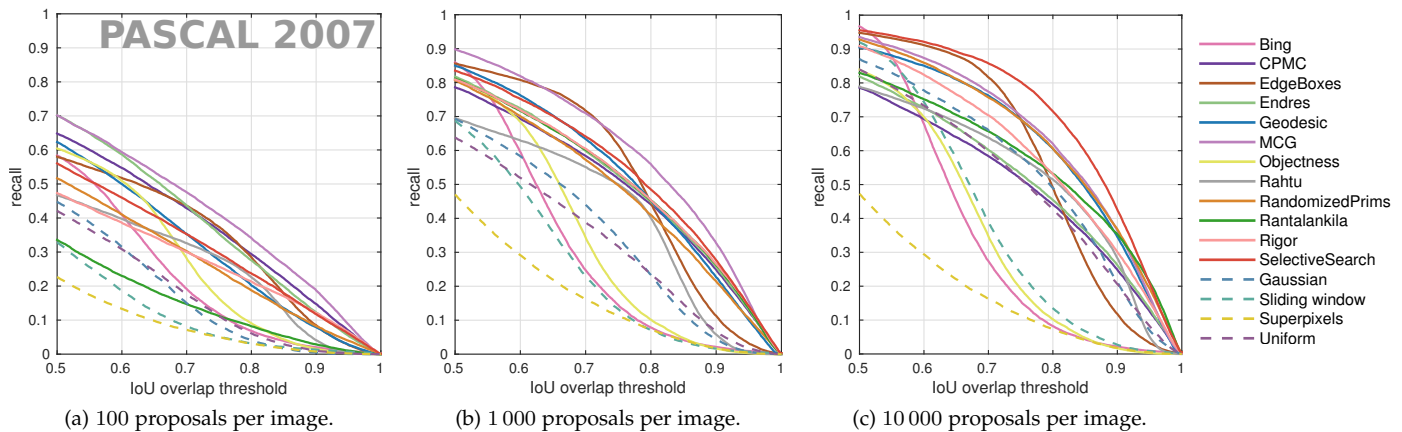 PASCAL 2007
recall
1
0.9
0.8
0.7
0.6
0.5
0.4
0.3
0.2
0.1
0
0.5 0.6 0.7 0.8 0.9 1
IoU overlap threshold
(a) 100 proposals per image.
recall
1
0.9
0.8
0.7
0.6
0.5
0.4
0.3
0.2
0.1
0
0.5 0.6 0.7 0.8 0.9 1
IoU overlap threshold
(b) 1 000 proposals per image.
recall
1
0.9
0.8
0.7
0.6
0.5
0.4
0.3
0.2
0.1
0
0.5 0.6 0.7 0.8 0.9 1
IoU overlap threshold
(c) 10 000 proposals per image.
Bing
CPMC
EdgeBoxes
Endres
Geodesic
MCG
Objectness
Rahtu
RandomizedPrims
Rantalankila
Rigor
SelectiveSearch
Gaussian
Sliding window
Superpixels
Uniform